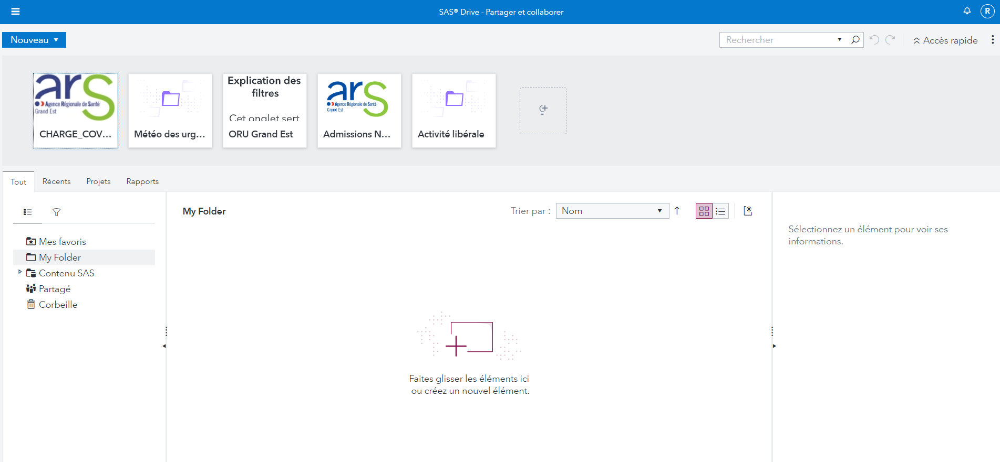 SAS® Drive - Partager et collaborer
R
Nouveau
Rechercher
Accès rapide
ars
Agence Régionale de Santé
Grand Est
CHARGE_COV...
Météo des urg...
Explication des
filtres
Cet onglet sert
ORU Grand Est
ars
Agence Régionale de Santé
Grand Est
Admissions N...
Activité libérale
Tout
Récents
Projets
Rapports
My Folder
Trier par :
Nom
Mes favoris
My Folder
Contenu SAS
Partagé
Corbeille
Sélectionnez un élément pour voir ses
informations.
Faites glisser les éléments ici
ou créez un nouvel élément.